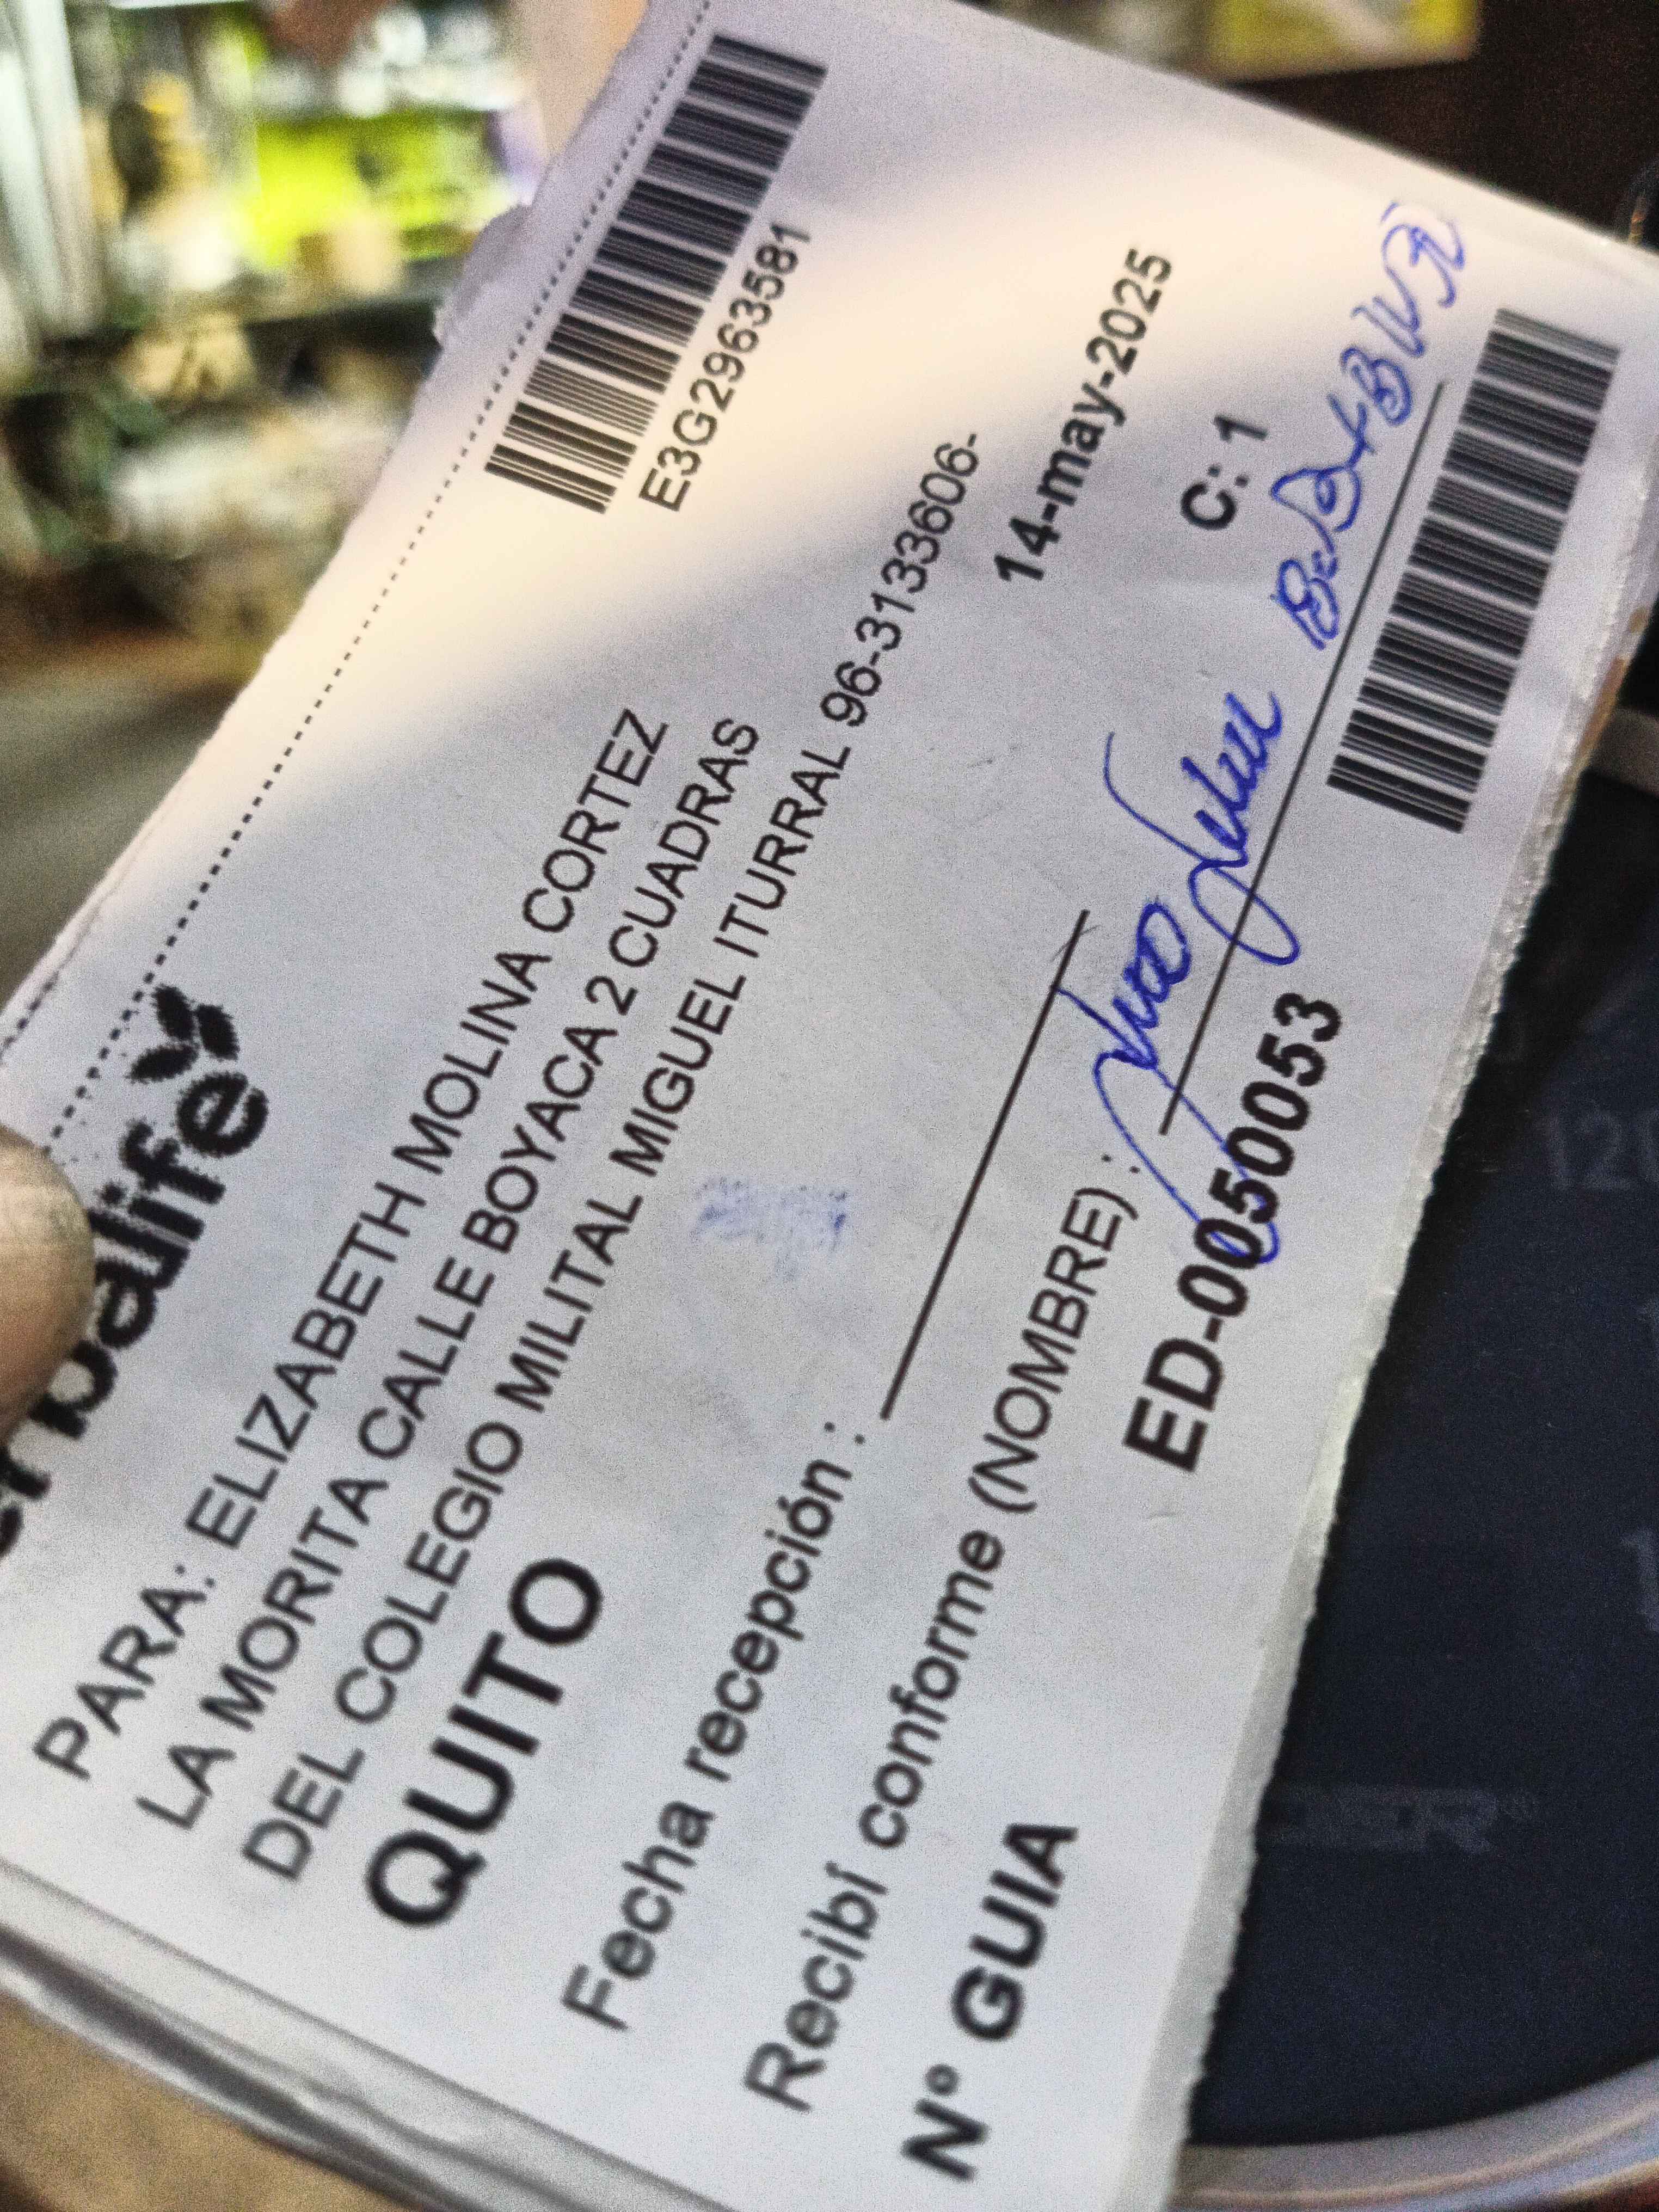 E3G2963581
PARA: ELIZABETH MOLINA CORTEZ
LA MORITA CALLE BOYACA 2 CUADRAS
DEL COLEGIO MILITAL MIGUEL ITURRAL 96-3133606-
QUITO
14-may-2025
Fecha recepción :
C: 1
Recibí conforme (NOMBRE) :
Nº GUIA ED-0050053